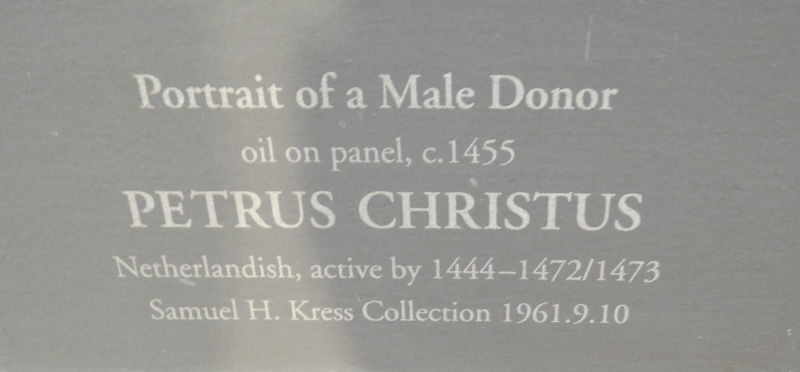 Portrait of a Male Donor
oil on panel, c.1455
PETRUS CHRISTUS
Netherlandish, active by 1444–1472/1473
Samuel H. Kress Collection 1961.9.10